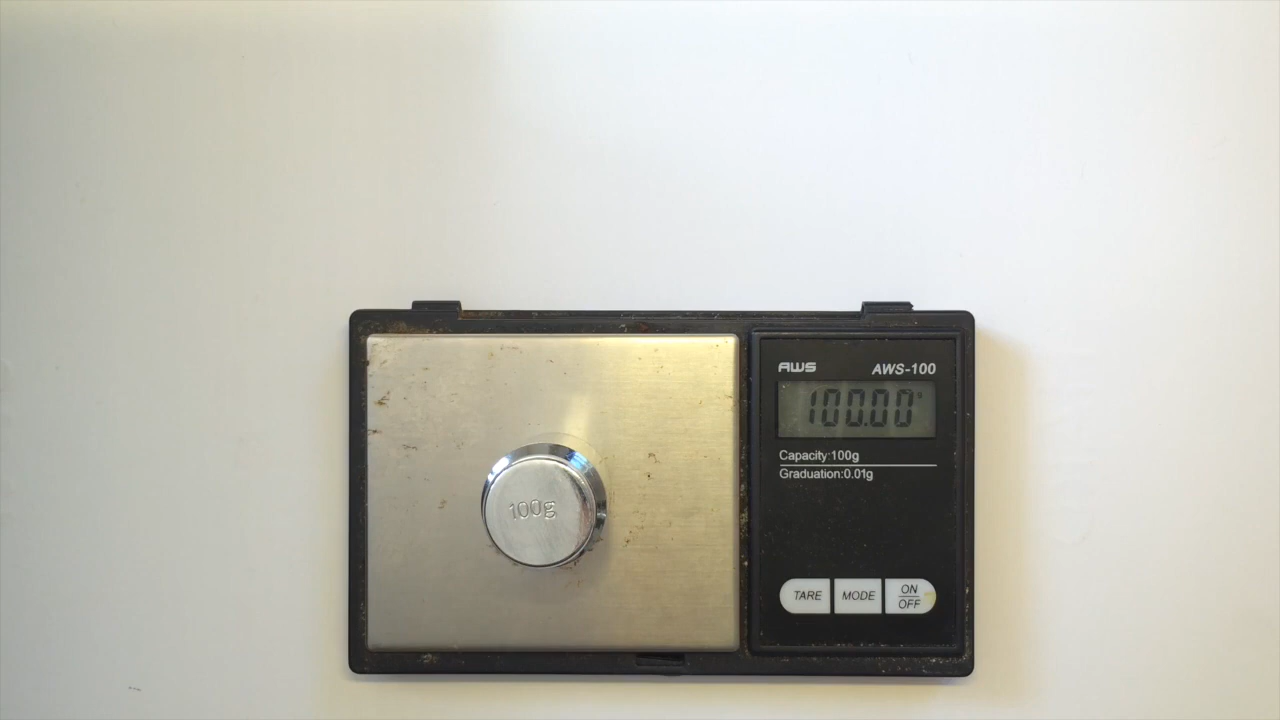 AWS
AWS-100
100.00
Capacity:100g
Graduation:0.01g
100g
TARE
MODE
ON
OFF